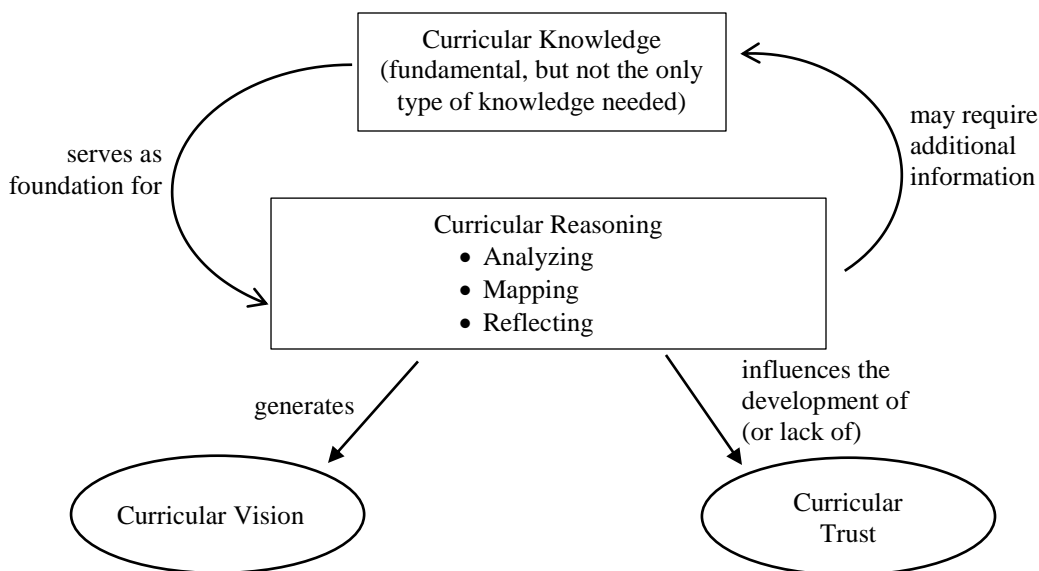 Curricular Knowledge
(fundamental, but not the only
type of knowledge needed)
serves as
foundation for
may require
additional
information
Curricular Reasoning
• Analyzing
• Mapping
• Reflecting
generates
influences the
development of
(or lack of)
Curricular Vision
Curricular
Trust